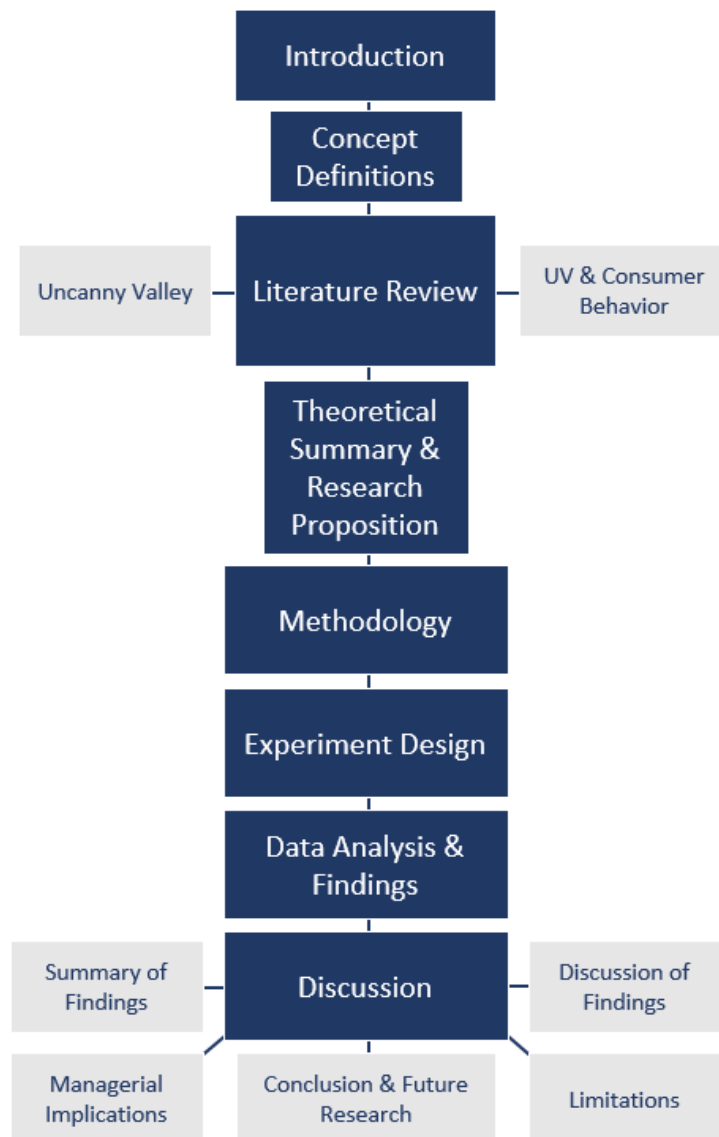 Introduction
Concept
Definitions
Uncanny Valley
Literature Review
UV & Consumer
Behavior
Theoretical
Summary &
Research
Proposition
Methodology
Experiment Design
Data Analysis &
Findings
Summary of
Findings
Discussion
Discussion of
Findings
Managerial
Implications
Conclusion & Future
Research
Limitations